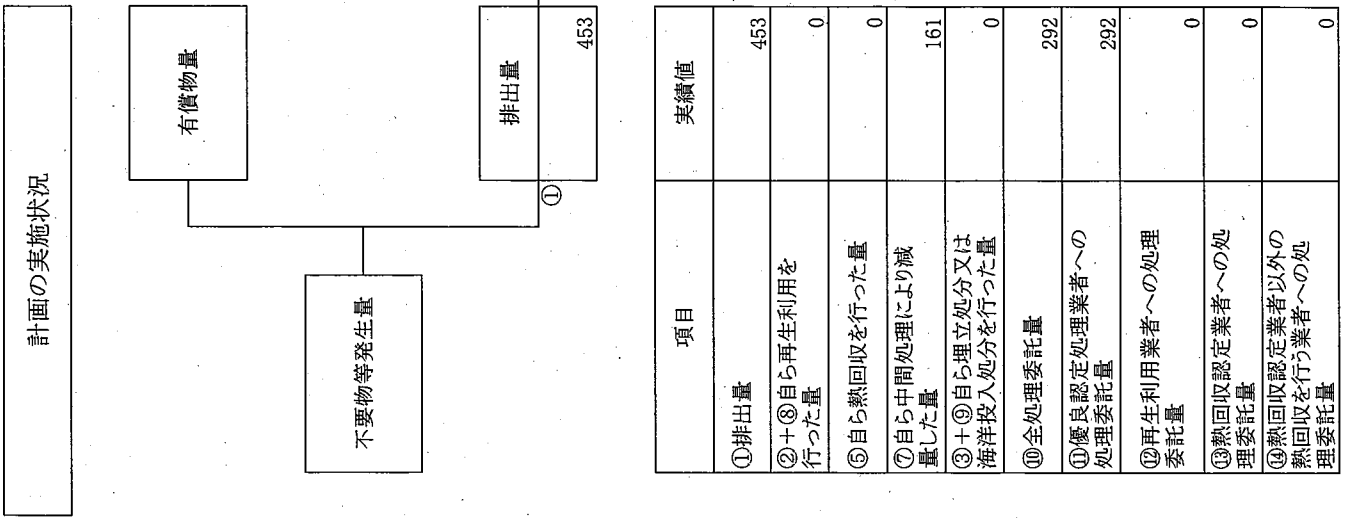 計画の実施状況
有償物量
不要物等発生量
排出量
①
453
項目
実績値
①排出量
453
②+⑧自ら再生利用を
行った量
0
⑤自ら熱回収を行った量
0
⑦自ら中間処理により減
量した量
161
③+⑨自ら埋立処分又は
海洋投入処分を行った量
0
⑩全処理委託量
292
⑪優良認定処理業者への
処理委託量
292
⑫再生利用業者への処理
委託量
0
⑬熱回収認定業者への処
理委託量
0
⑭熱回収認定業者以外の
熱回収を行う業者への処
理委託量
0